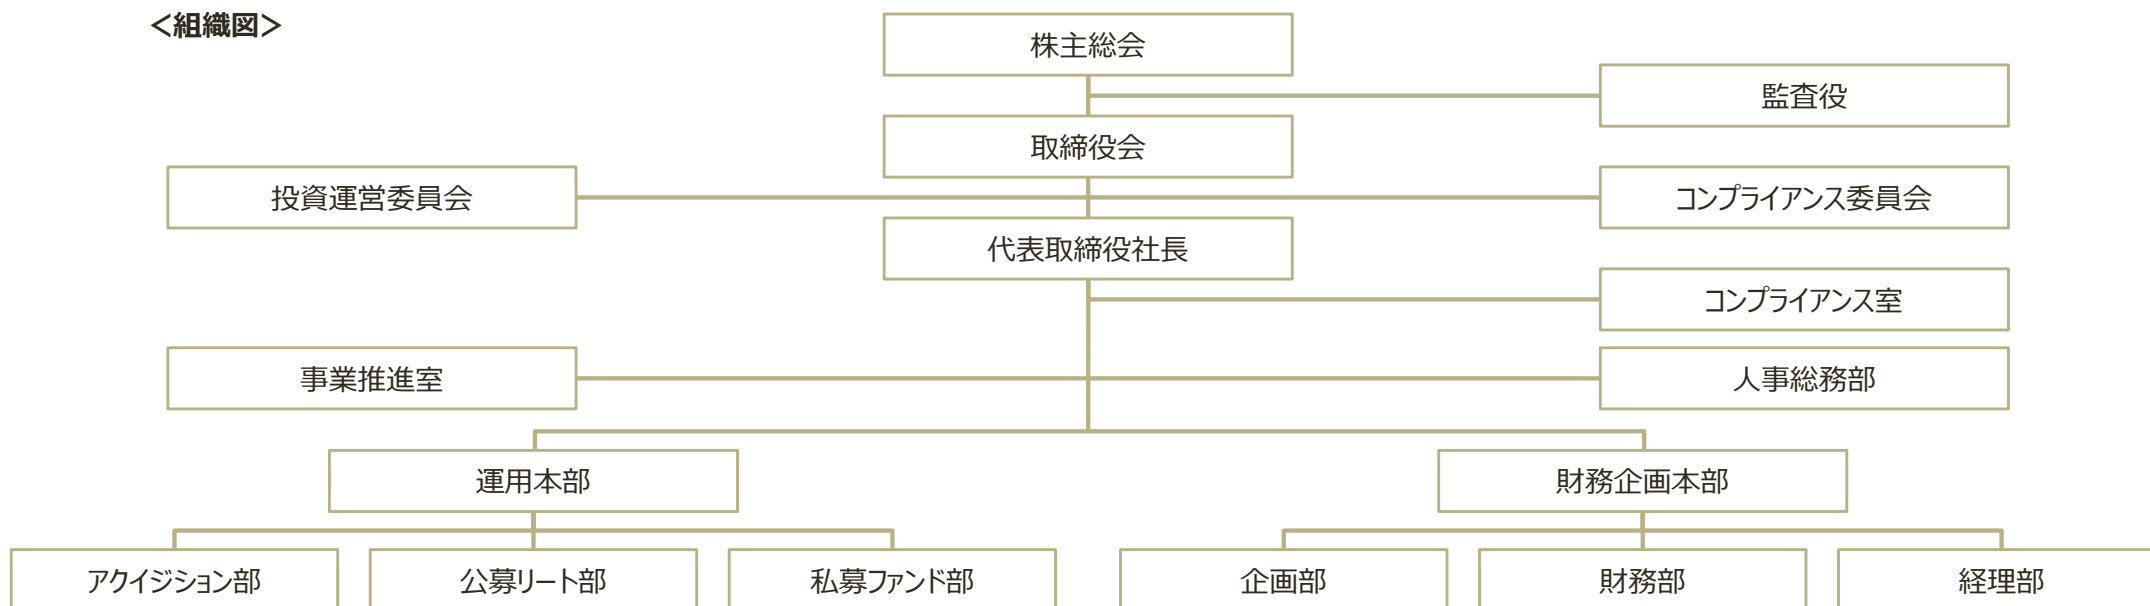 <組織図>
株主総会
監査役
取締役会
投資運営委員会
コンプライアンス委員会
代表取締役社長
コンプライアンス室
事業推進室
人事総務部
運用本部
財務企画本部
アクイジション部
公募リート部
私募ファンド部
企画部
財務部
経理部